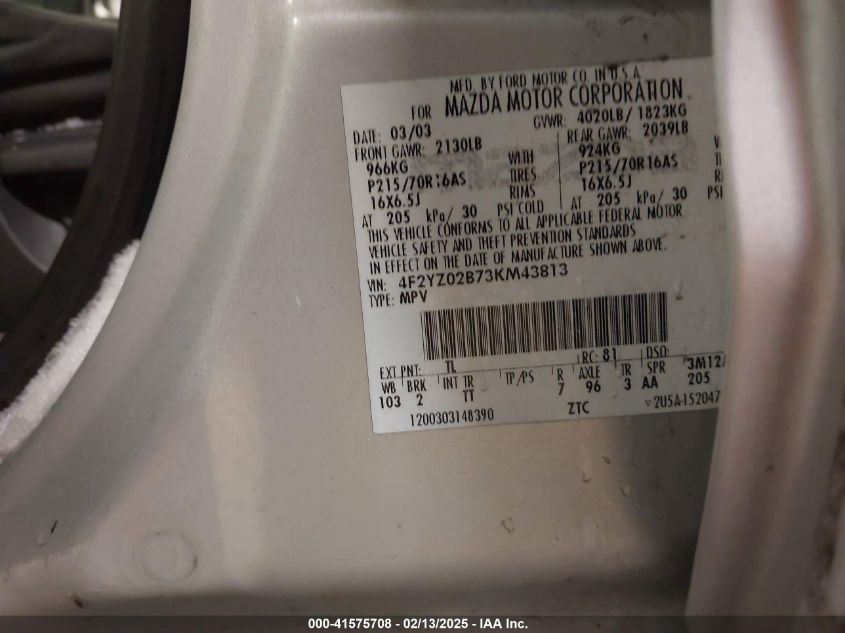 MFD. BY FORD MOTOR CO. IN U.S.A.
FOR MAZDA MOTOR CORPORATION
DATE: 03/03 GVWR: 4020LB/ 1823KG
FRONT GAWR: 2130LB REAR GAWR: 2039LB
966KG WITH 924KG
P215/70R16AS TIRES P215/70R16AS
16X6.5J RIMS 16X6.5J
AT 205 kPa/ 30 PSI COLD AT 205 kPa/ 30 PSI
THIS VEHICLE CONFORMS TO ALL APPLICABLE FEDERAL MOTOR
VEHICLE SAFETY AND THEFT PREVENTION STANDARDS
IN EFFECT ON THE DATE OF MANUFACTURE SHOWN ABOVE.
VIN: 4F2YZ02B73KM43813
TYPE: MPV
EXT PNT: TL RC: 81 DSO:
WB BRK INT TR TP/PS R AXLE TR SPR 3M12/
103 2 TT 7 96 3 AA 205
1200303148390 ZTC 2U5A-152047
000-41575708 - 02/13/2025 - IAA Inc.